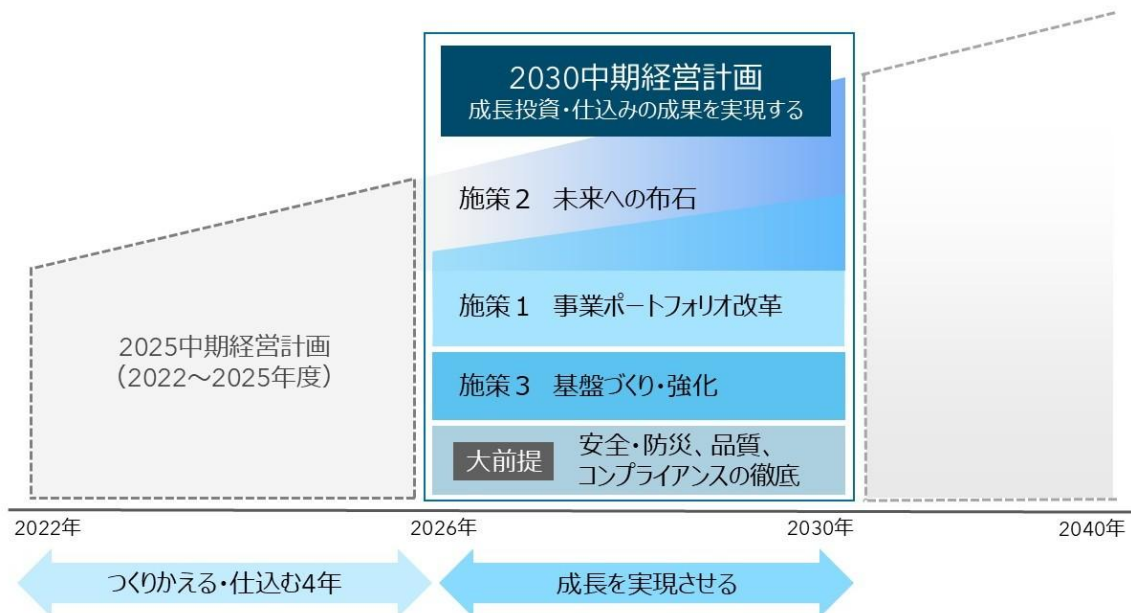 2030中期経営計画
成長投資・仕込みの成果を実現する
施策２　未来への布石
施策１　事業ポートフォリオ改革
2025中期経営計画
（2022～2025年度）
施策３　基盤づくり・強化
大前提
安全・防災、品質、
コンプライアンスの徹底
2022年
2026年
2030年
2040年
つくりかえる・仕込む4年
成長を実現させる